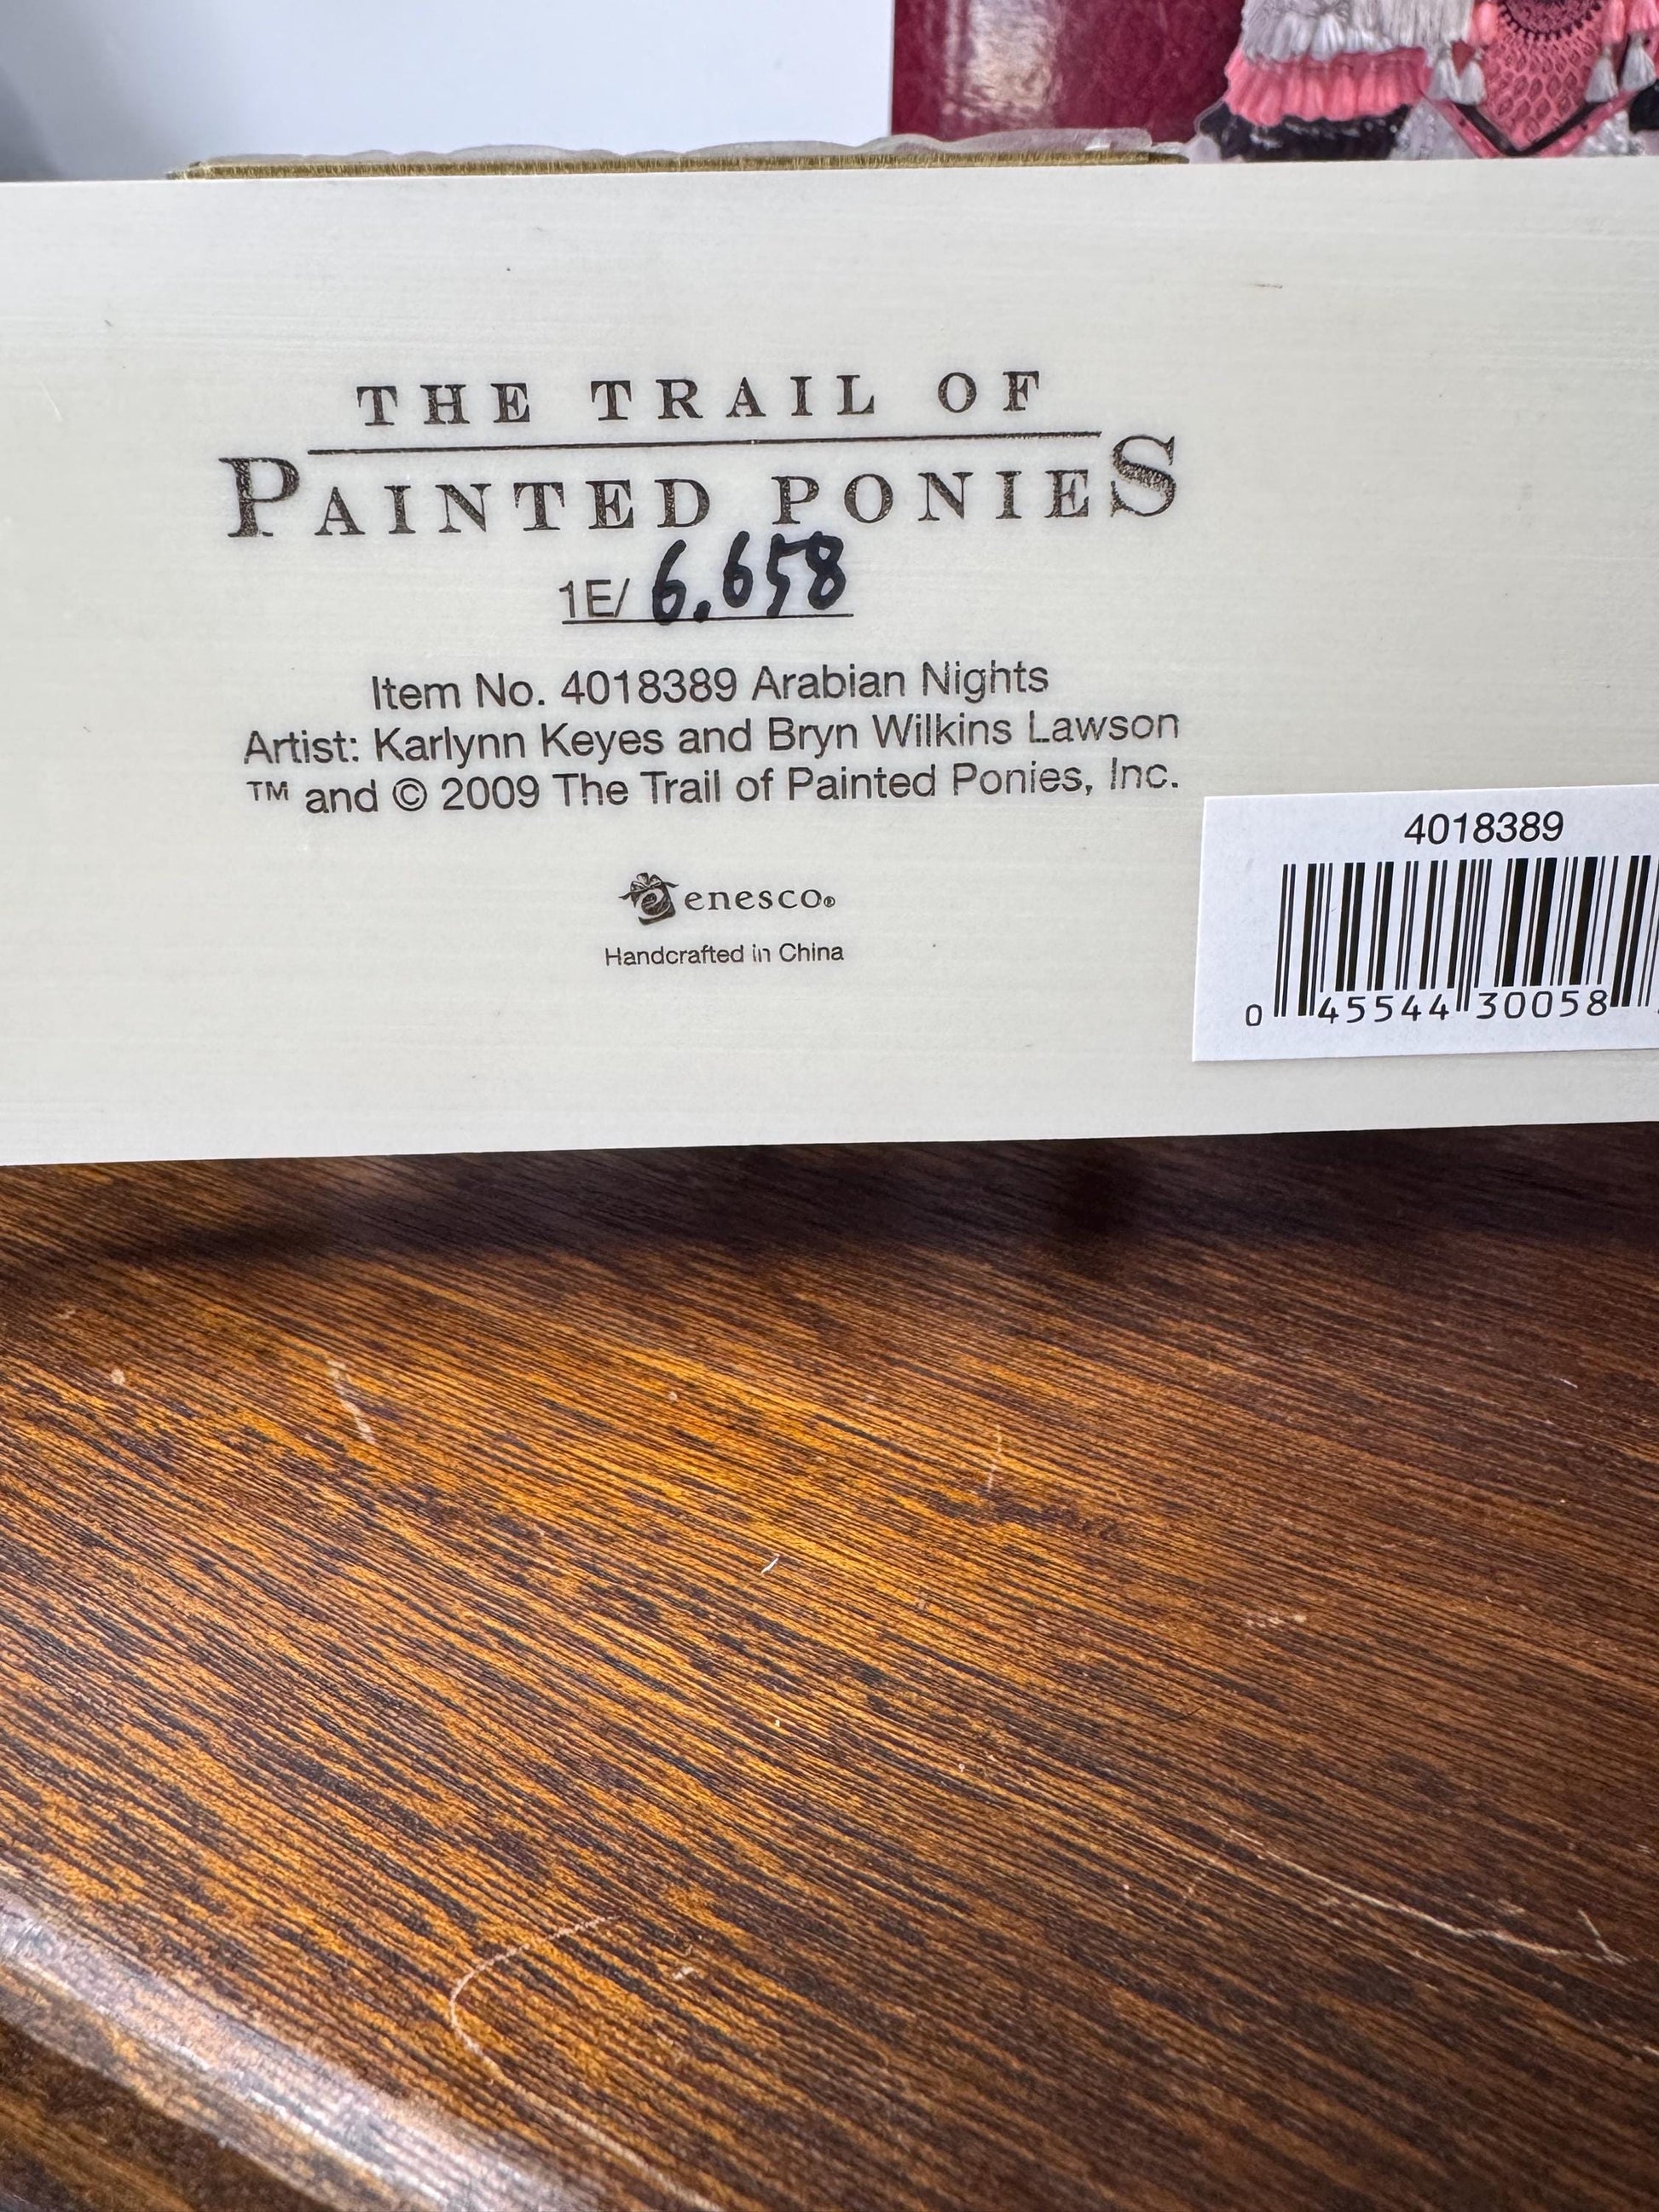 THE TRAIL OF
PAINTED PONIES
1E/ 6,658
Item No. 4018389 Arabian Nights
Artist: Karlynn Keyes and Bryn Wilkins Lawson
™ and © 2009 The Trail of Painted Ponies, Inc.
enesco®
Handcrafted in China
4018389
0 45544 30058